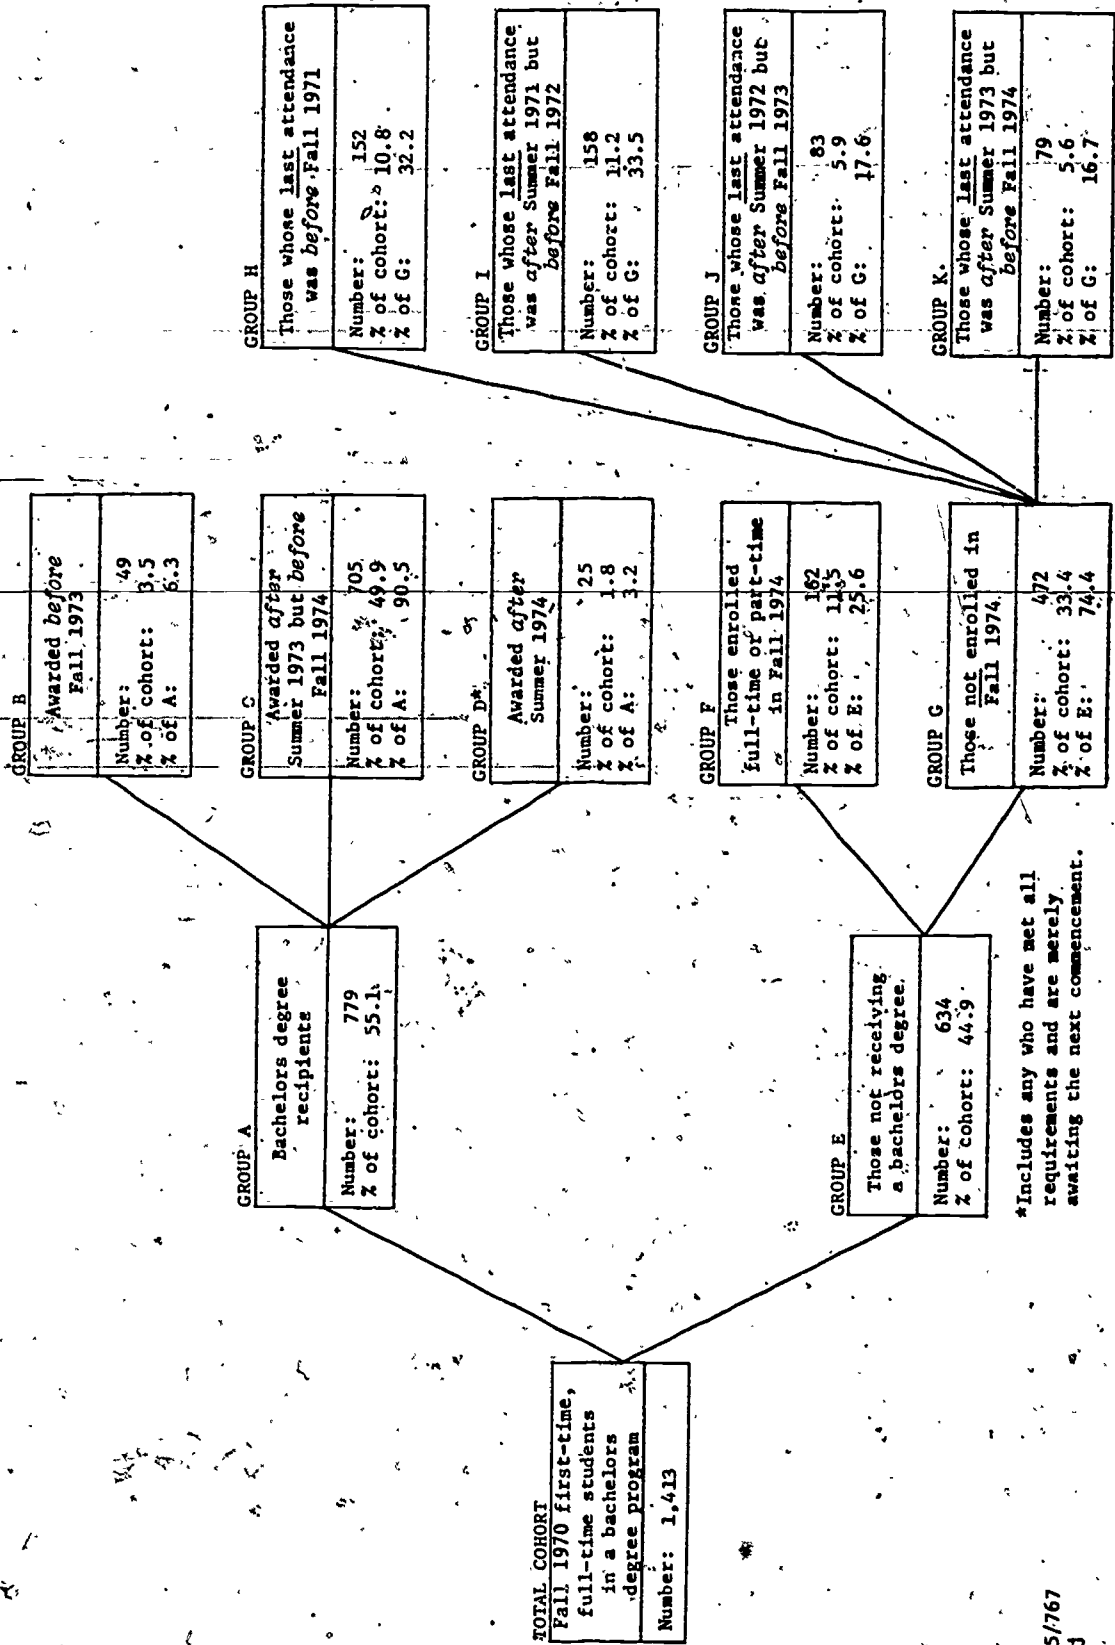 TOTAL COHORT
Fall 1970 first-time,
full-time students
in a bachelors
degree program
Number: 1,413
GROUP A
Bachelors degree
recipients
Number: 779
% of cohort: 55.1
GROUP E
Those not receiving
a bachelors degree.
Number: 634
% of cohort: 44.9
*Includes any who have met all
requirements and are merely
awaiting the next commencement.
GROUP B
Awarded before
Fall 1973
Number: 49
% of cohort: 3.5
% of A: 6.3
GROUP C
Awarded after
Summer 1973 but before
Fall 1974
Number: 705
% of cohort: 49.9
% of A: 90.5
GROUP D*
Awarded after
Summer 1974
Number: 25
% of cohort: 1.8
% of A: 3.2
GROUP F
Those enrolled
full-time or part-time
in Fall 1974
Number: 162
% of cohort: 11.5
% of E: 25.6
GROUP G
Those not enrolled in
Fall 1974
Number: 472
% of cohort: 33.4
% of E: 74.4
GROUP H
Those whose last attendance
was before Fall 1971
Number: 152
% of cohort: 10.8
% of G: 32.2
GROUP I
Those whose last attendance
was after Summer 1971 but
before Fall 1972
Number: 158
% of cohort: 11.2
% of G: 33.5
GROUP J
Those whose last attendance
was after Summer 1972 but
before Fall 1973
Number: 83
% of cohort: 5.9
% of G: 17.6
GROUP K
Those whose last attendance
was after Summer 1973 but
before Fall 1974
Number: 79
% of cohort: 5.6
% of G: 16.7
5/767